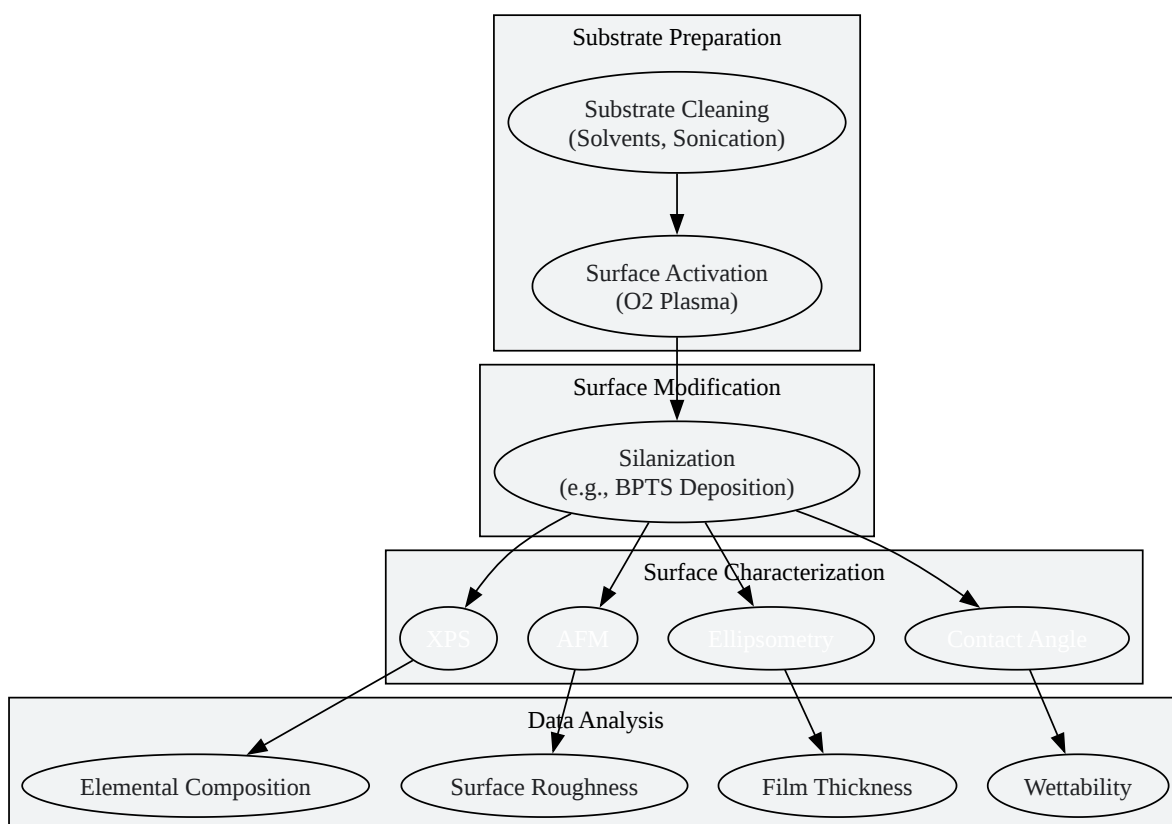 Substrate Preparation
Substrate Cleaning
(Solvents, Sonication)
Surface Activation
(O2 Plasma)
Surface Modification
Silanization
(e.g., BPTS Deposition)
Surface Characterization
XPS
AFM
Ellipsometry
Contact Angle
Data Analysis
Elemental Composition
Surface Roughness
Film Thickness
Wettability